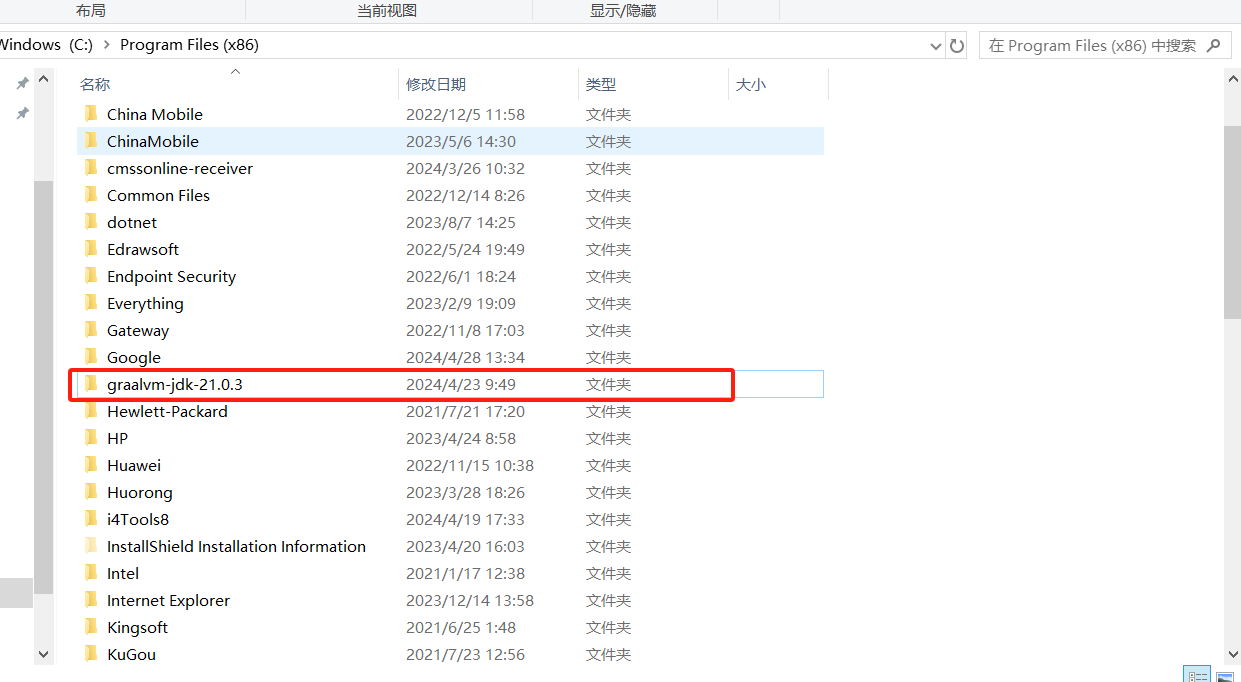 布局 当前视图 显示/隐藏
Windows (C:) > Program Files (x86) 在 Program Files (x86) 中搜索
名称 修改日期 类型 大小
China Mobile 2022/12/5 11:58 文件夹
ChinaMobile 2023/5/6 14:30 文件夹
cmssonline-receiver 2024/3/26 10:32 文件夹
Common Files 2022/12/14 8:26 文件夹
dotnet 2023/8/7 14:25 文件夹
Edrawsoft 2022/5/24 19:49 文件夹
Endpoint Security 2022/6/1 18:24 文件夹
Everything 2023/2/9 19:09 文件夹
Gateway 2022/11/8 17:03 文件夹
Google 2024/4/28 13:34 文件夹
graalvm-jdk-21.0.3 2024/4/23 9:49 文件夹
Hewlett-Packard 2021/7/21 17:20 文件夹
HP 2023/4/24 8:58 文件夹
Huawei 2022/11/15 10:38 文件夹
Huorong 2023/3/28 18:26 文件夹
i4Tools8 2024/4/19 17:33 文件夹
InstallShield Installation Information 2023/4/20 16:03 文件夹
Intel 2021/1/17 12:38 文件夹
Internet Explorer 2023/12/14 13:58 文件夹
Kingsoft 2021/6/25 1:48 文件夹
KuGou 2021/7/23 12:56 文件夹